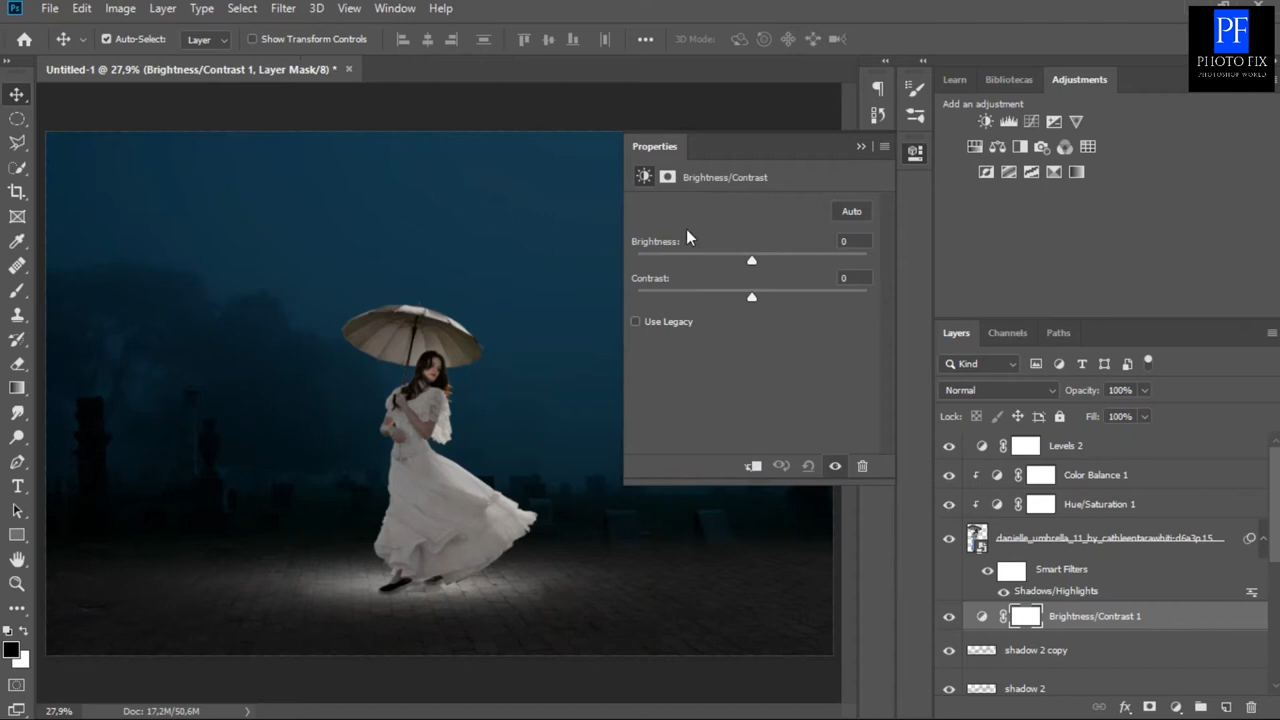 Ps File Edit Image Layer Type Select Filter 3D View Window Help
PF
PHOTO FIX
PHOTOSHOP WORLD
Auto-Select: Layer Show Transform Controls 3D Mode:
Untitled-1 @ 27,9% (Brightness/Contrast 1, Layer Mask/8) *
Learn Bibliotecas Adjustments
Add an adjustment
Properties
Brightness/Contrast
Auto
Brightness: 0
Contrast: 0
Use Legacy
Layers Channels Paths
Kind
Normal Opacity: 100%
Lock: Fill: 100%
Levels 2
Color Balance 1
Hue/Saturation 1
danielle_umbrella_11_by_cathleentarawhiti-d6a3p15...
Smart Filters
Shadows/Highlights
Brightness/Contrast 1
shadow 2 copy
shadow 2
27,9% Doc: 17,2M/50,6M